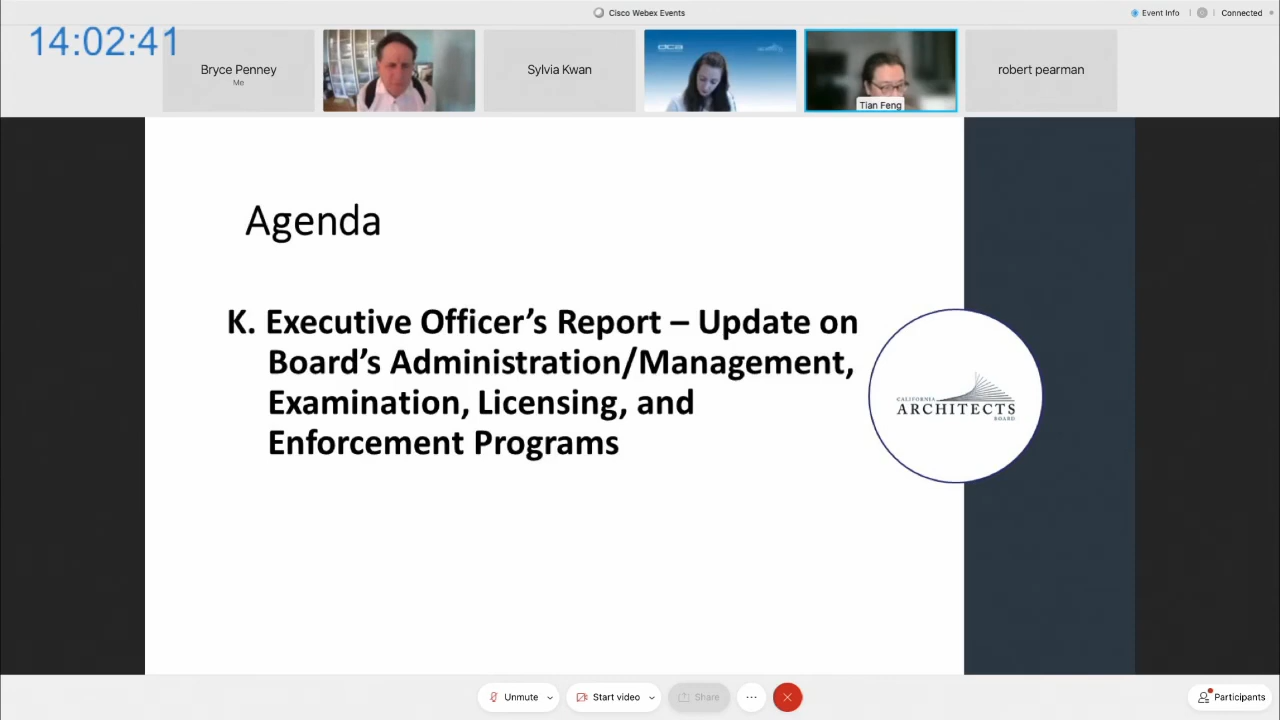 Cisco Webex Events
Event Info
Connected
14:02:41
Bryce Penney
Me
Sylvia Kwan
dca
Tian Feng
robert pearman
Agenda
K. Executive Officer’s Report – Update on
Board’s Administration/Management,
Examination, Licensing, and
Enforcement Programs
CALIFORNIA
ARCHITECTS
BOARD
Unmute
Start video
Share
Participants